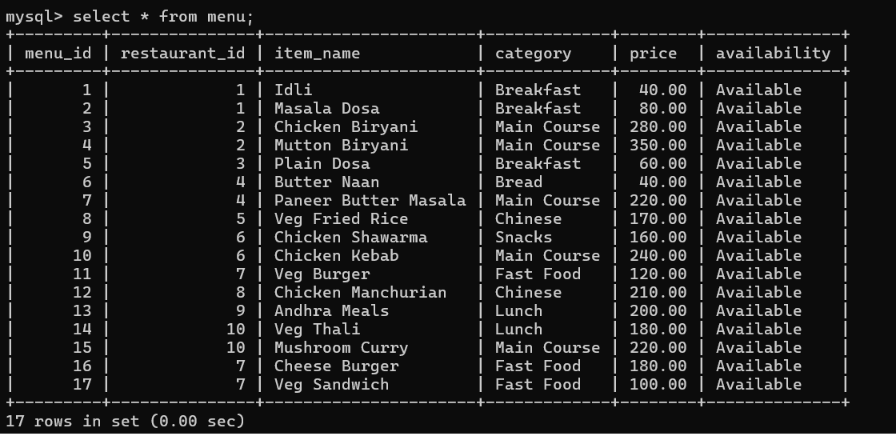 mysql> select * from menu;
+---------+---------------+----------------------+-------------+--------+--------------+
| menu_id | restaurant_id | item_name            | category    | price  | availability |
+---------+---------------+----------------------+-------------+--------+--------------+
|       1 |             1 | Idli                 | Breakfast   |  40.00 | Available    |
|       2 |             1 | Masala Dosa          | Breakfast   |  80.00 | Available    |
|       3 |             2 | Chicken Biryani      | Main Course | 280.00 | Available    |
|       4 |             2 | Mutton Biryani       | Main Course | 350.00 | Available    |
|       5 |             3 | Plain Dosa           | Breakfast   |  60.00 | Available    |
|       6 |             4 | Butter Naan          | Bread       |  40.00 | Available    |
|       7 |             4 | Paneer Butter Masala | Main Course | 220.00 | Available    |
|       8 |             5 | Veg Fried Rice       | Chinese     | 170.00 | Available    |
|       9 |             6 | Chicken Shawarma     | Snacks      | 160.00 | Available    |
|      10 |             6 | Chicken Kebab        | Main Course | 240.00 | Available    |
|      11 |             7 | Veg Burger           | Fast Food   | 120.00 | Available    |
|      12 |             8 | Chicken Manchurian   | Chinese     | 210.00 | Available    |
|      13 |             9 | Andhra Meals         | Lunch       | 200.00 | Available    |
|      14 |            10 | Veg Thali            | Lunch       | 180.00 | Available    |
|      15 |            10 | Mushroom Curry       | Main Course | 220.00 | Available    |
|      16 |             7 | Cheese Burger        | Fast Food   | 180.00 | Available    |
|      17 |             7 | Veg Sandwich         | Fast Food   | 100.00 | Available    |
+---------+---------------+----------------------+-------------+--------+--------------+
17 rows in set (0.00 sec)